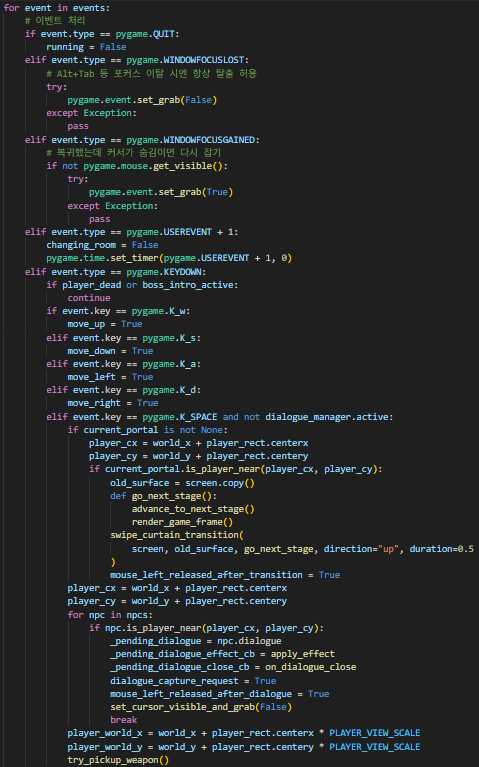 for event in events:
    # 이벤트 처리
    if event.type == pygame.QUIT:
        running = False
    elif event.type == pygame.WINDOWFOCUSLOST:
        # Alt+Tab 등 포커스 이탈 시엔 항상 탈출 허용
        try:
            pygame.event.set_grab(False)
        except Exception:
            pass
    elif event.type == pygame.WINDOWFOCUSGAINED:
        # 복귀했는데 커서가 숨김이면 다시 잡기
        if not pygame.mouse.get_visible():
            try:
                pygame.event.set_grab(True)
            except Exception:
                pass
    elif event.type == pygame.USEREVENT + 1:
        changing_room = False
        pygame.time.set_timer(pygame.USEREVENT + 1, 0)
    elif event.type == pygame.KEYDOWN:
        if player_dead or boss_intro_active:
            continue
        if event.key == pygame.K_w:
            move_up = True
        elif event.key == pygame.K_s:
            move_down = True
        elif event.key == pygame.K_a:
            move_left = True
        elif event.key == pygame.K_d:
            move_right = True
        elif event.key == pygame.K_SPACE and not dialogue_manager.active:
            if current_portal is not None:
                player_cx = world_x + player_rect.centerx
                player_cy = world_y + player_rect.centery
                if current_portal.is_player_near(player_cx, player_cy):
                    old_surface = screen.copy()
                    def go_next_stage():
                        advance_to_next_stage()
                        render_game_frame()
                    swipe_curtain_transition(
                        screen, old_surface, go_next_stage, direction="up", duration=0.5
                    )
                    mouse_left_released_after_transition = True
            player_cx = world_x + player_rect.centerx
            player_cy = world_y + player_rect.centery
            for npc in npcs:
                if npc.is_player_near(player_cx, player_cy):
                    _pending_dialogue = npc.dialogue
                    _pending_dialogue_effect_cb = apply_effect
                    _pending_dialogue_close_cb = on_dialogue_close
                    dialogue_capture_request = True
                    mouse_left_released_after_dialogue = True
                    set_cursor_visible_and_grab(False)
                    break
            player_world_x = world_x + player_rect.centerx * PLAYER_VIEW_SCALE
            player_world_y = world_y + player_rect.centery * PLAYER_VIEW_SCALE
            try_pickup_weapon()